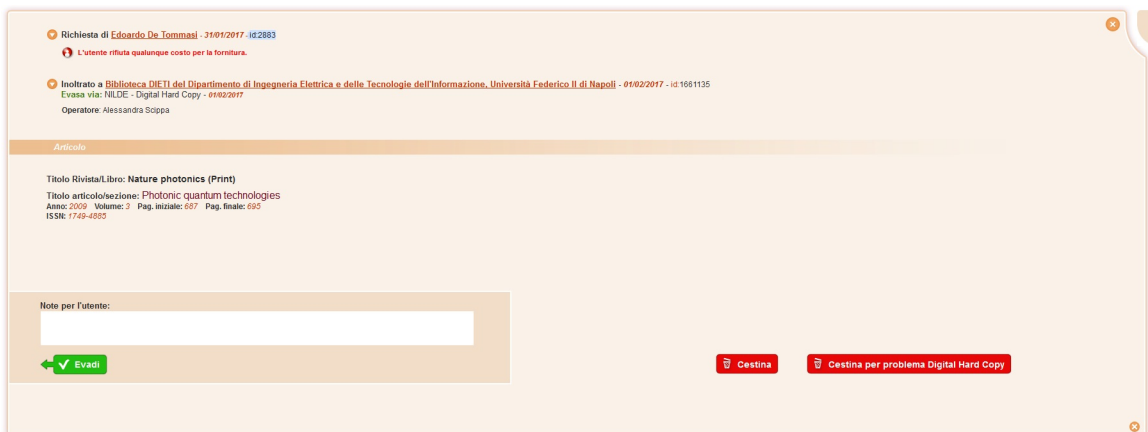 Richiesta di Edoardo De Tommasi - 31/01/2017 - id:2883
L'utente rifiuta qualunque costo per la fornitura.
Inoltrato a Biblioteca DIETI del Dipartimento di Ingegneria Elettrica e delle Tecnologie dell'Informazione, Università Federico II di Napoli - 01/02/2017 - id:1661135
Evasa via: NILDE - Digital Hard Copy - 01/02/2017
Operatore: Alessandra Scippa
Articolo
Titolo Rivista/Libro: Nature photonics (Print)
Titolo articolo/sezione: Photonic quantum technologies
Anno: 2009 Volume: 3 Pag. iniziale: 687 Pag. finale: 695
ISSN: 1749-4885
Note per l'utente:
Evadi
Cestina
Cestina per problema Digital Hard Copy